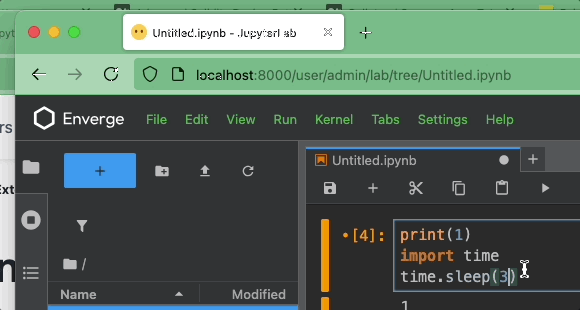 Untitled.ipynb - JupyterLab
localhost:8000/user/admin/lab/tree/Untitled.ipynb
Enverge File Edit View Run Kernel Tabs Settings Help
Untitled.ipynb
/
Name Modified
[4]: print(1)
import time
time.sleep(3)
1